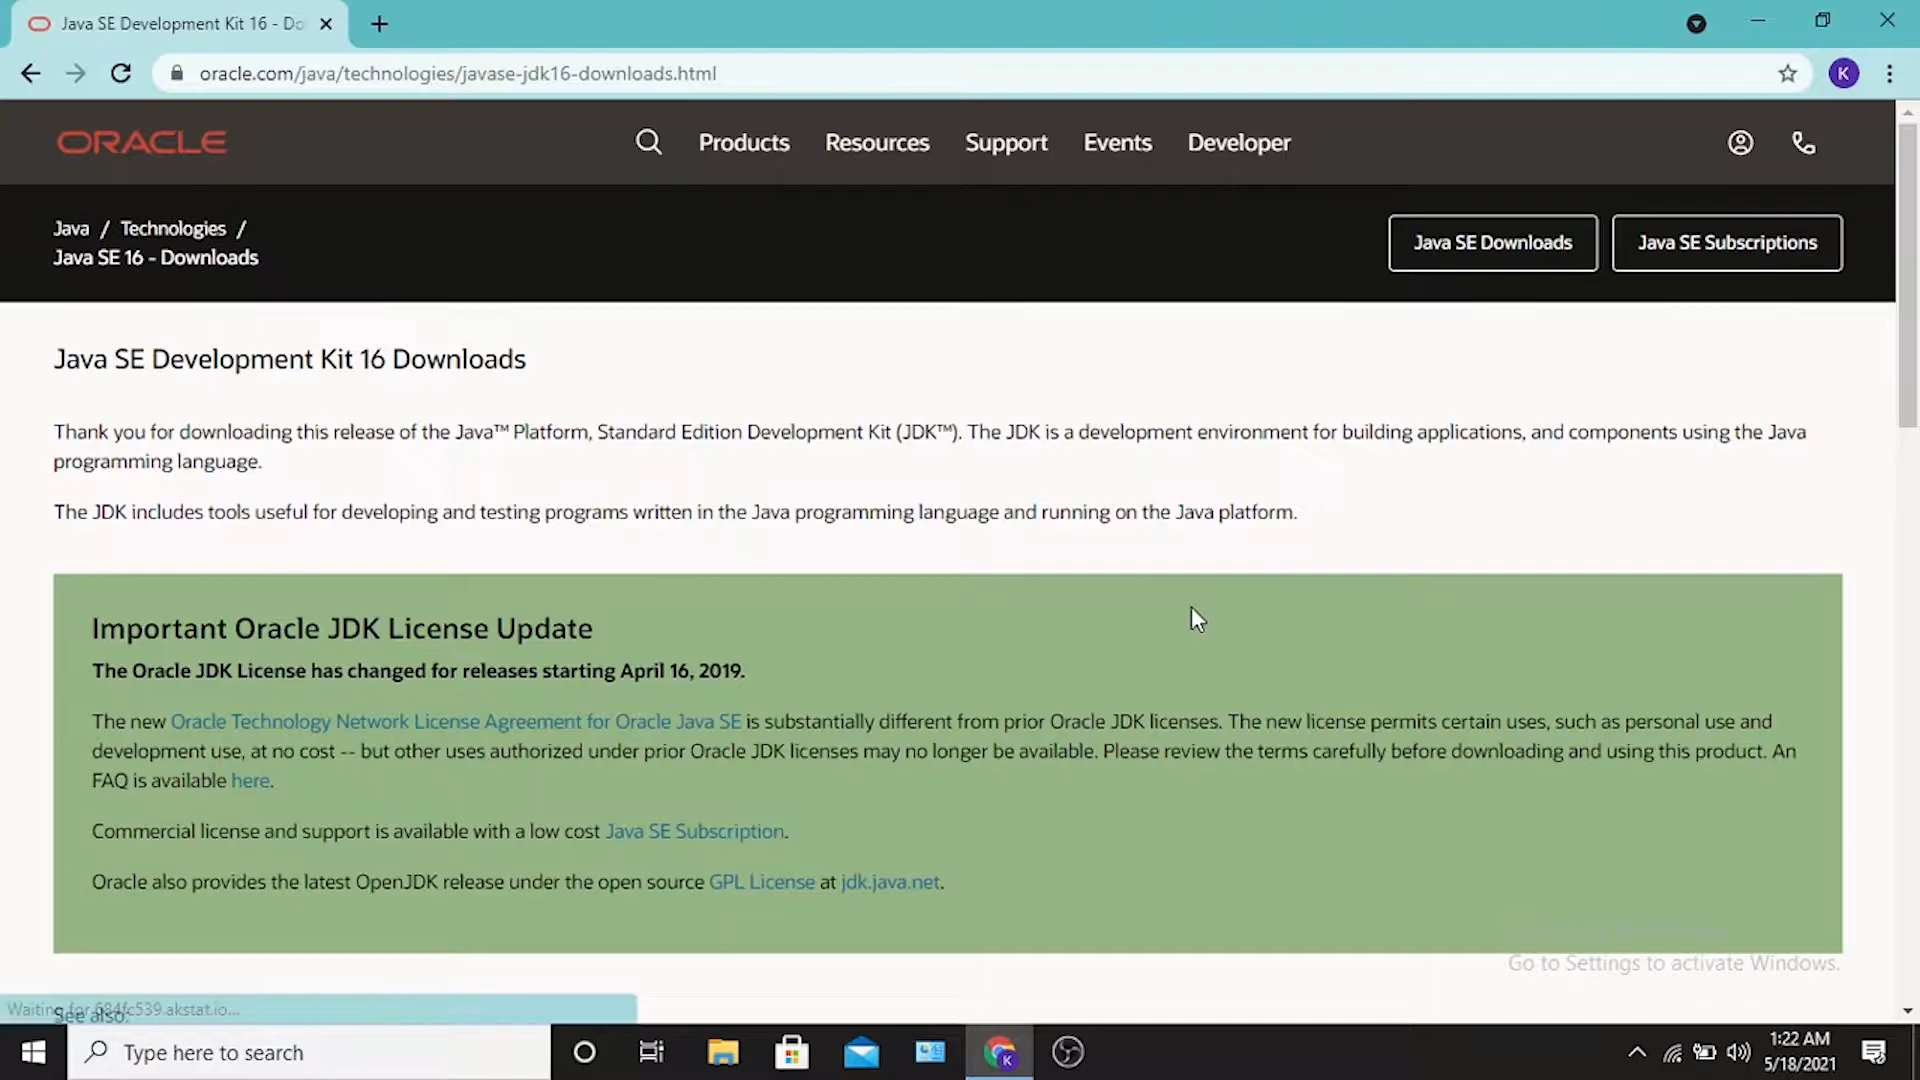 Java SE Development Kit 16 - Do
oracle.com/java/technologies/javase-jdk16-downloads.html
K
ORACLE
Products Resources Support Events Developer
Java / Technologies /
Java SE 16 - Downloads
Java SE Downloads
Java SE Subscriptions
Java SE Development Kit 16 Downloads
Thank you for downloading this release of the Java™ Platform, Standard Edition Development Kit (JDK™). The JDK is a development environment for building applications, and components using the Java
programming language.
The JDK includes tools useful for developing and testing programs written in the Java programming language and running on the Java platform.
Important Oracle JDK License Update
The Oracle JDK License has changed for releases starting April 16, 2019.
The new Oracle Technology Network License Agreement for Oracle Java SE is substantially different from prior Oracle JDK licenses. The new license permits certain uses, such as personal use and
development use, at no cost -- but other uses authorized under prior Oracle JDK licenses may no longer be available. Please review the terms carefully before downloading and using this product. An
FAQ is available here.
Commercial license and support is available with a low cost Java SE Subscription.
Oracle also provides the latest OpenJDK release under the open source GPL License at jdk.java.net.
Go to Settings to activate Windows.
Waiting for 684fc539.akstat.io...
See also:
Type here to search
K
1:22 AM
5/18/2021